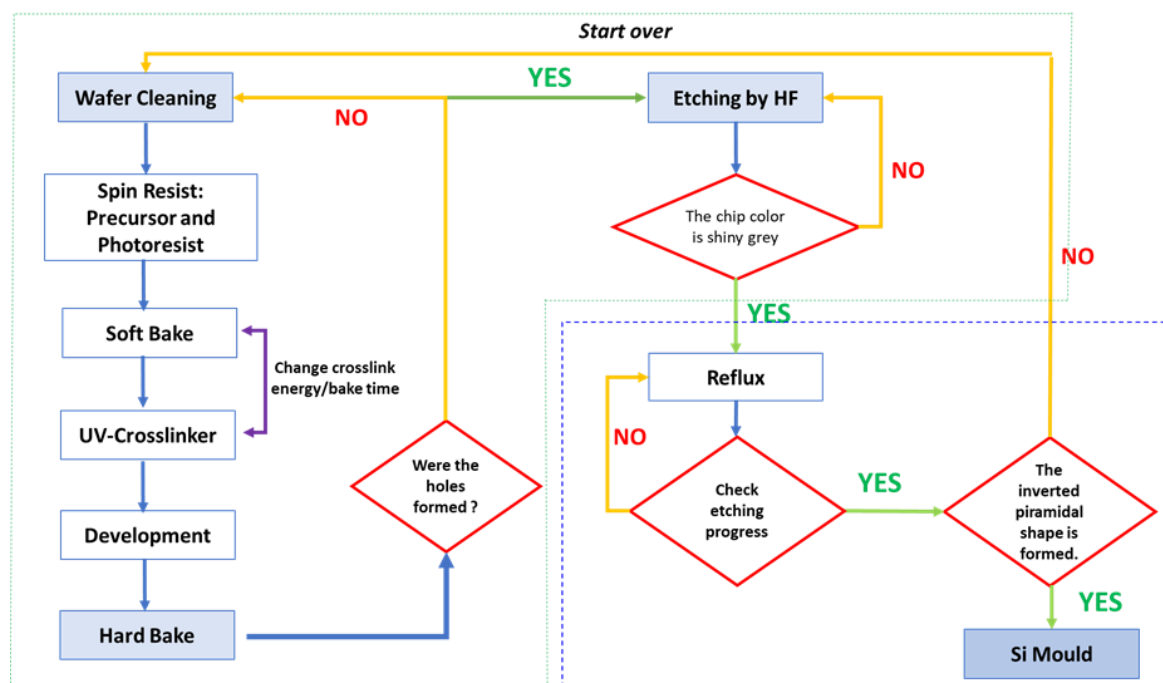 Start over
Wafer Cleaning
NO
YES
Etching by HF
NO
Spin Resist:
Precursor and
Photoresist
The chip color
is shiny grey
NO
YES
Soft Bake
Change crosslink
energy/bake time
Reflux
UV-Crosslinker
NO
Were the
holes
formed ?
Check
etching
progress
YES
The
inverted
piramidal
shape is
formed.
Development
Hard Bake
YES
Si Mould